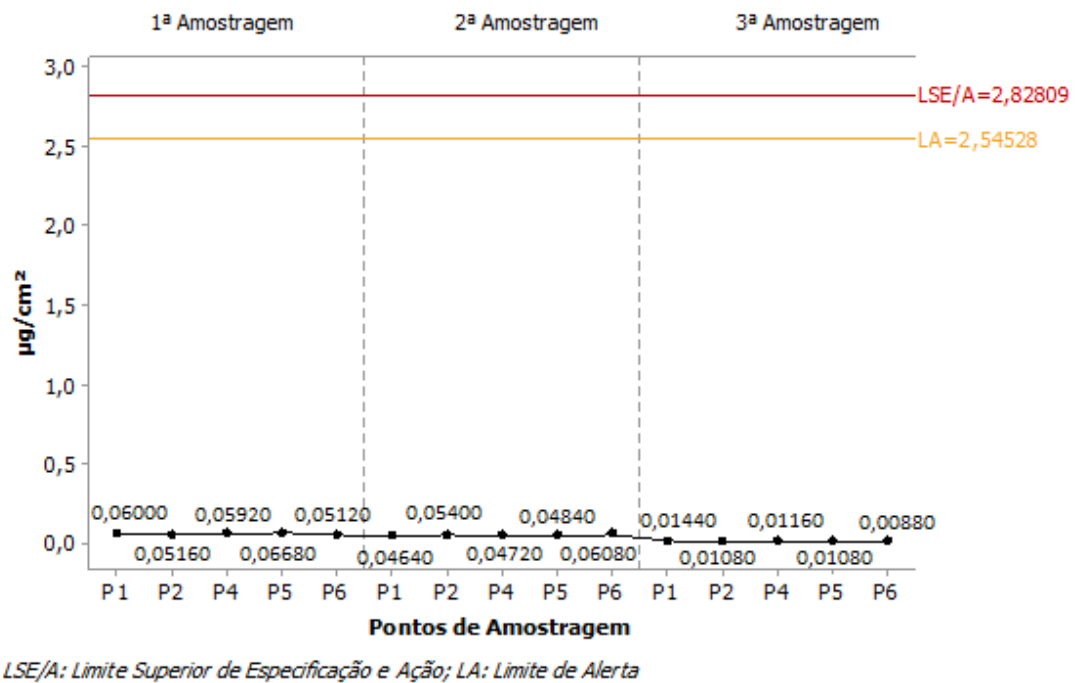 1ª Amostragem 2ª Amostragem 3ª Amostragem
3,0
LSE/A=2,82809
LA=2,54528
2,5
2,0
1,5
1,0
0,5
0,0
µg/cm²
0,06000 0,05920 0,05120 0,05400 0,04840 0,01440 0,01160 0,00880
0,05160 0,06680 0,04640 0,04720 0,06080 0,01080 0,01080
P1 P2 P4 P5 P6 P1 P2 P4 P5 P6 P1 P2 P4 P5 P6
Pontos de Amostragem
LSE/A: Limite Superior de Especificação e Ação; LA: Limite de Alerta